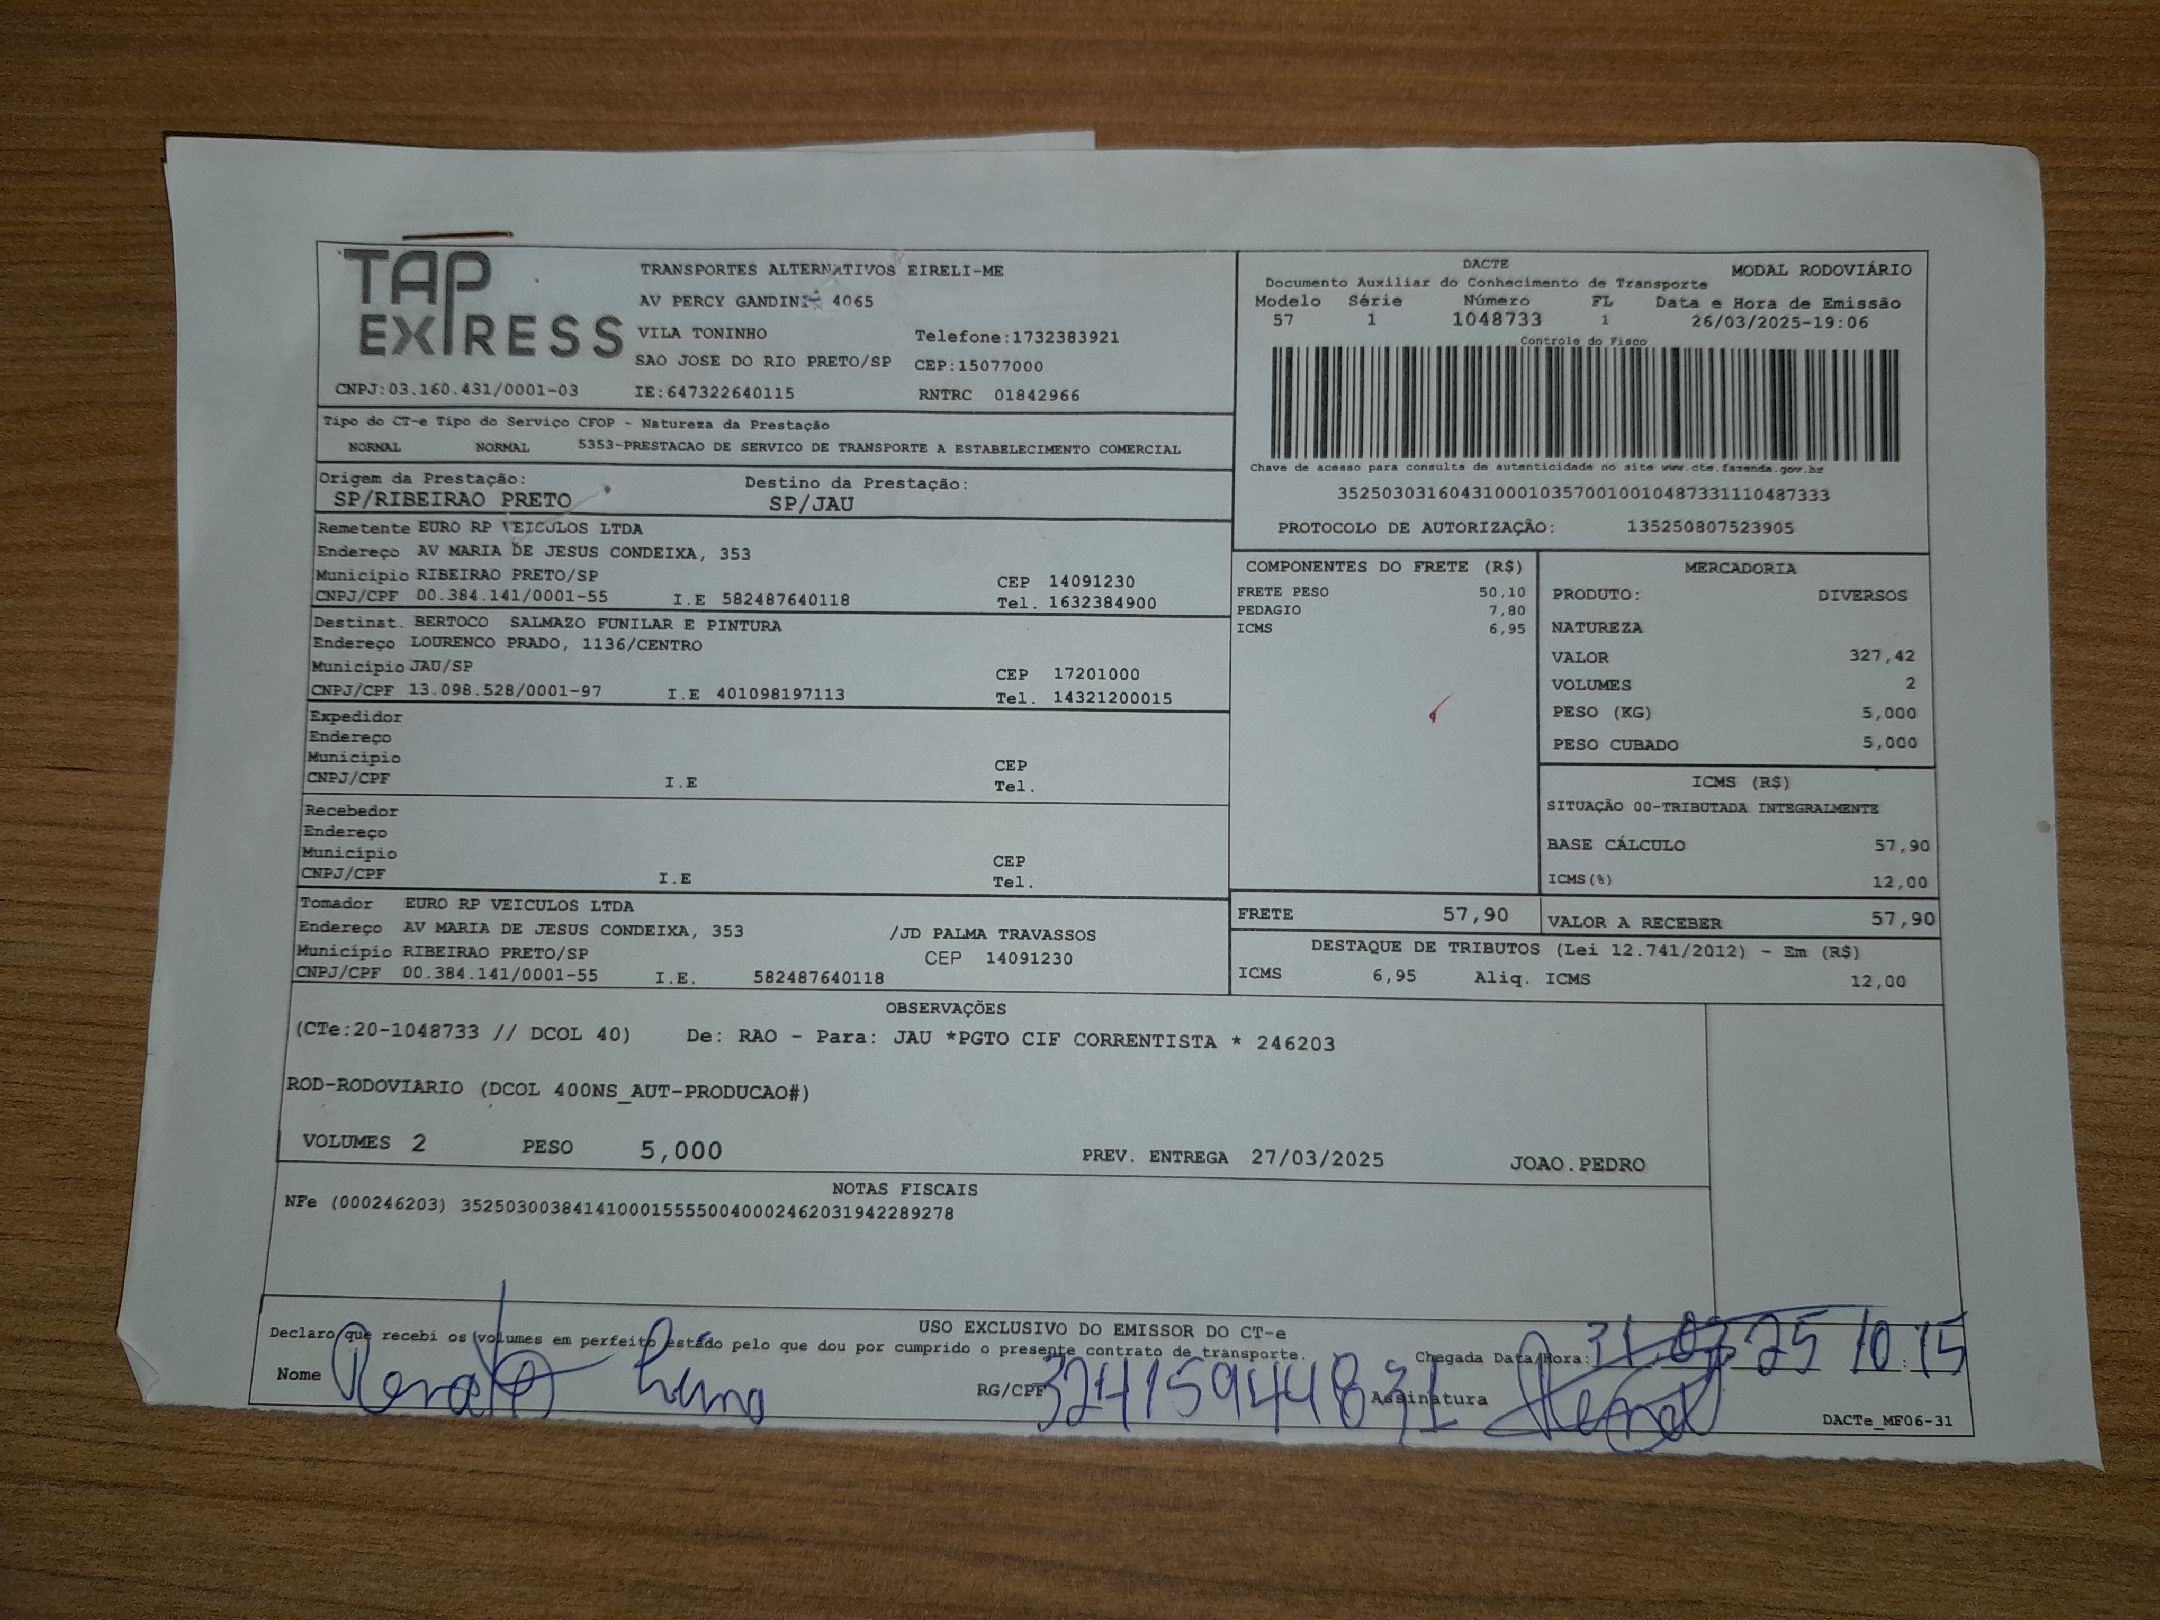 TAP EXPRESS
TRANSPORTES ALTERNATIVOS EIRELI-ME
AV PERCY GANDINI 4065
VILA TONINHO Telefone:1732383921
SAO JOSE DO RIO PRETO/SP CEP:15077000
CNPJ:03.160.431/0001-03 IE:647322640115 RNTRC 01842966
DACTE
Documento Auxiliar do Conhecimento de Transporte MODAL RODOVIÁRIO
Modelo Série Número FL Data e Hora de Emissão
57 1 1048733 1 26/03/2025-19:06
Controle do Fisco
Chave de acesso para consulta de autenticidade no site www.cte.fazenda.gov.br
35250303160431000103570010010487331110487333
PROTOCOLO DE AUTORIZAÇÃO: 135250807523905
Tipo do CT-e Tipo do Serviço CFOP - Natureza da Prestação
NORMAL NORMAL 5353-PRESTACAO DE SERVICO DE TRANSPORTE A ESTABELECIMENTO COMERCIAL
Origem da Prestação: Destino da Prestação:
SP/RIBEIRAO PRETO SP/JAU
Remetente EURO RP VEICULOS LTDA
Endereço AV MARIA DE JESUS CONDEIXA, 353
Município RIBEIRAO PRETO/SP CEP 14091230
CNPJ/CPF 00.384.141/0001-55 I.E 582487640118 Tel. 1632384900
Destinat. BERTOCO SALMAZO FUNILAR E PINTURA
Endereço LOURENCO PRADO, 1136/CENTRO
Município JAU/SP CEP 17201000
CNPJ/CPF 13.098.528/0001-97 I.E 401098197113 Tel. 14321200015
Expedidor
Endereço
Município CEP
CNPJ/CPF I.E Tel.
Recebedor
Endereço
Município CEP
CNPJ/CPF I.E Tel.
Tomador EURO RP VEICULOS LTDA
Endereço AV MARIA DE JESUS CONDEIXA, 353 /JD PALMA TRAVASSOS
Município RIBEIRAO PRETO/SP CEP 14091230
CNPJ/CPF 00.384.141/0001-55 I.E. 582487640118
COMPONENTES DO FRETE (R$)
FRETE PESO 50,10
PEDAGIO 7,80
ICMS 6,95
MERCADORIA
PRODUTO: DIVERSOS
NATUREZA
VALOR 327,42
VOLUMES 2
PESO (KG) 5,000
PESO CUBADO 5,000
ICMS (R$)
SITUAÇÃO 00-TRIBUTADA INTEGRALMENTE
BASE CÁLCULO 57,90
ICMS(%) 12,00
FRETE 57,90 VALOR A RECEBER 57,90
DESTAQUE DE TRIBUTOS (Lei 12.741/2012) - Em (R$)
ICMS 6,95 Aliq. ICMS 12,00
OBSERVAÇÕES
(CTe:20-1048733 // DCOL 40) De: RAO - Para: JAU *PGTO CIF CORRENTISTA * 246203
ROD-RODOVIARIO (DCOL 400NS_AUT-PRODUCAO#)
VOLUMES 2 PESO 5,000 PREV. ENTREGA 27/03/2025 JOAO.PEDRO
NOTAS FISCAIS
NFe (000246203) 35250300384141000155550040002462031942289278
USO EXCLUSIVO DO EMISSOR DO CT-e
Declaro que recebi os volumes em perfeito estado pelo que dou por cumprido o presente contrato de transporte.
Chegada Data/Hora: 31.03.25 10:15
Nome Renato Lima RG/CPF 32415944831 Assinatura
DACTe_MF06-31